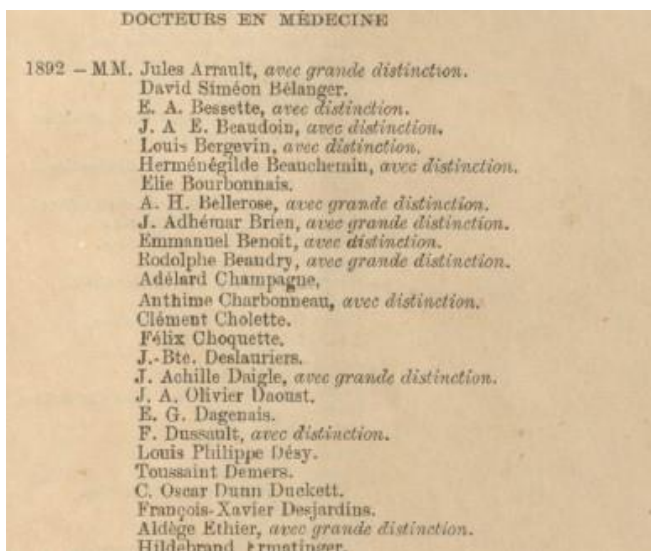 DOCTEURS EN MÉDECINE
1892 – MM. Jules Arrault, avec grande distinction.
David Siméon Bélanger.
E. A. Bessette, avec distinction.
J. A E. Beaudoin, avec distinction.
Louis Bergevin, avec distinction.
Herménégilde Beauchemin, avec distinction.
Elie Bourbonnais.
A. H. Bellerose, avec grande distinction.
J. Adhémar Brien, avec grande distinction.
Emmanuel Benoit, avec distinction.
Rodolphe Beaudry, avec grande distinction.
Adélard Champagne,
Anthime Charbonneau, avec distinction.
Clément Cholette.
Félix Choquette.
J.-Bte. Deslauriers.
J. Achille Daigle, avec grande distinction.
J. A. Olivier Daoust.
E. G. Dagenais.
F. Dussault, avec distinction.
Louis Philippe Désy.
Toussaint Demers.
C. Oscar Dunn Duckett.
François-Xavier Desjardins.
Aldège Ethier, avec grande distinction.
Hildebrand Ermatinger.